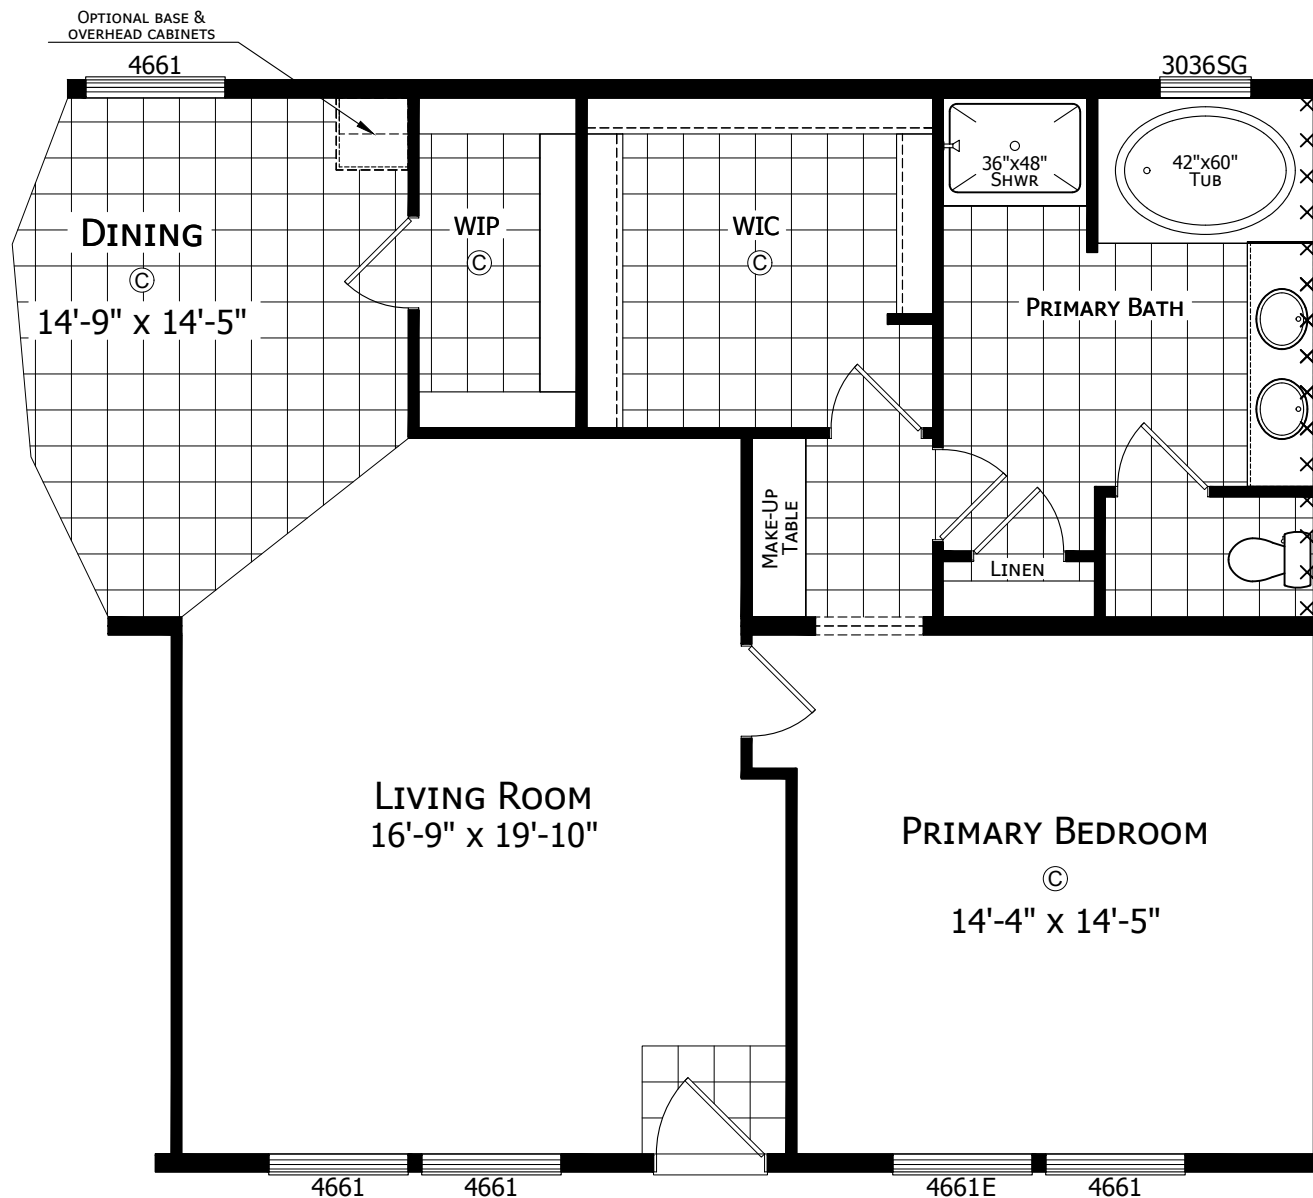 OPTIONAL BASE &
OVERHEAD CABINETS
4661
3036SG
36"x48"
SHWR
42"x60"
TUB
DINING
C
14'-9" x 14'-5"
WIP
C
WIC
C
PRIMARY BATH
MAKE-UP
TABLE
LINEN
LIVING ROOM
16'-9" x 19'-10"
PRIMARY BEDROOM
C
14'-4" x 14'-5"
4661
4661
4661E
4661